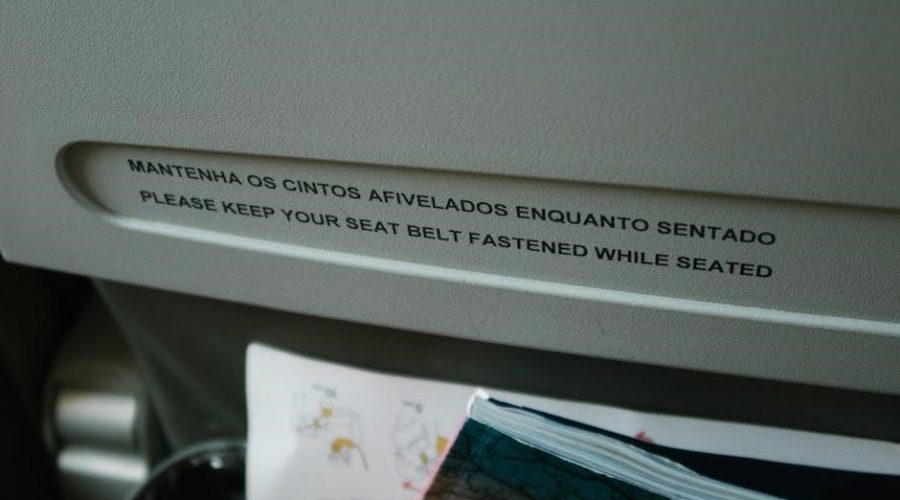 MANTENHA OS CINTOS AFIVELADOS ENQUANTO SENTADO
PLEASE KEEP YOUR SEAT BELT FASTENED WHILE SEATED